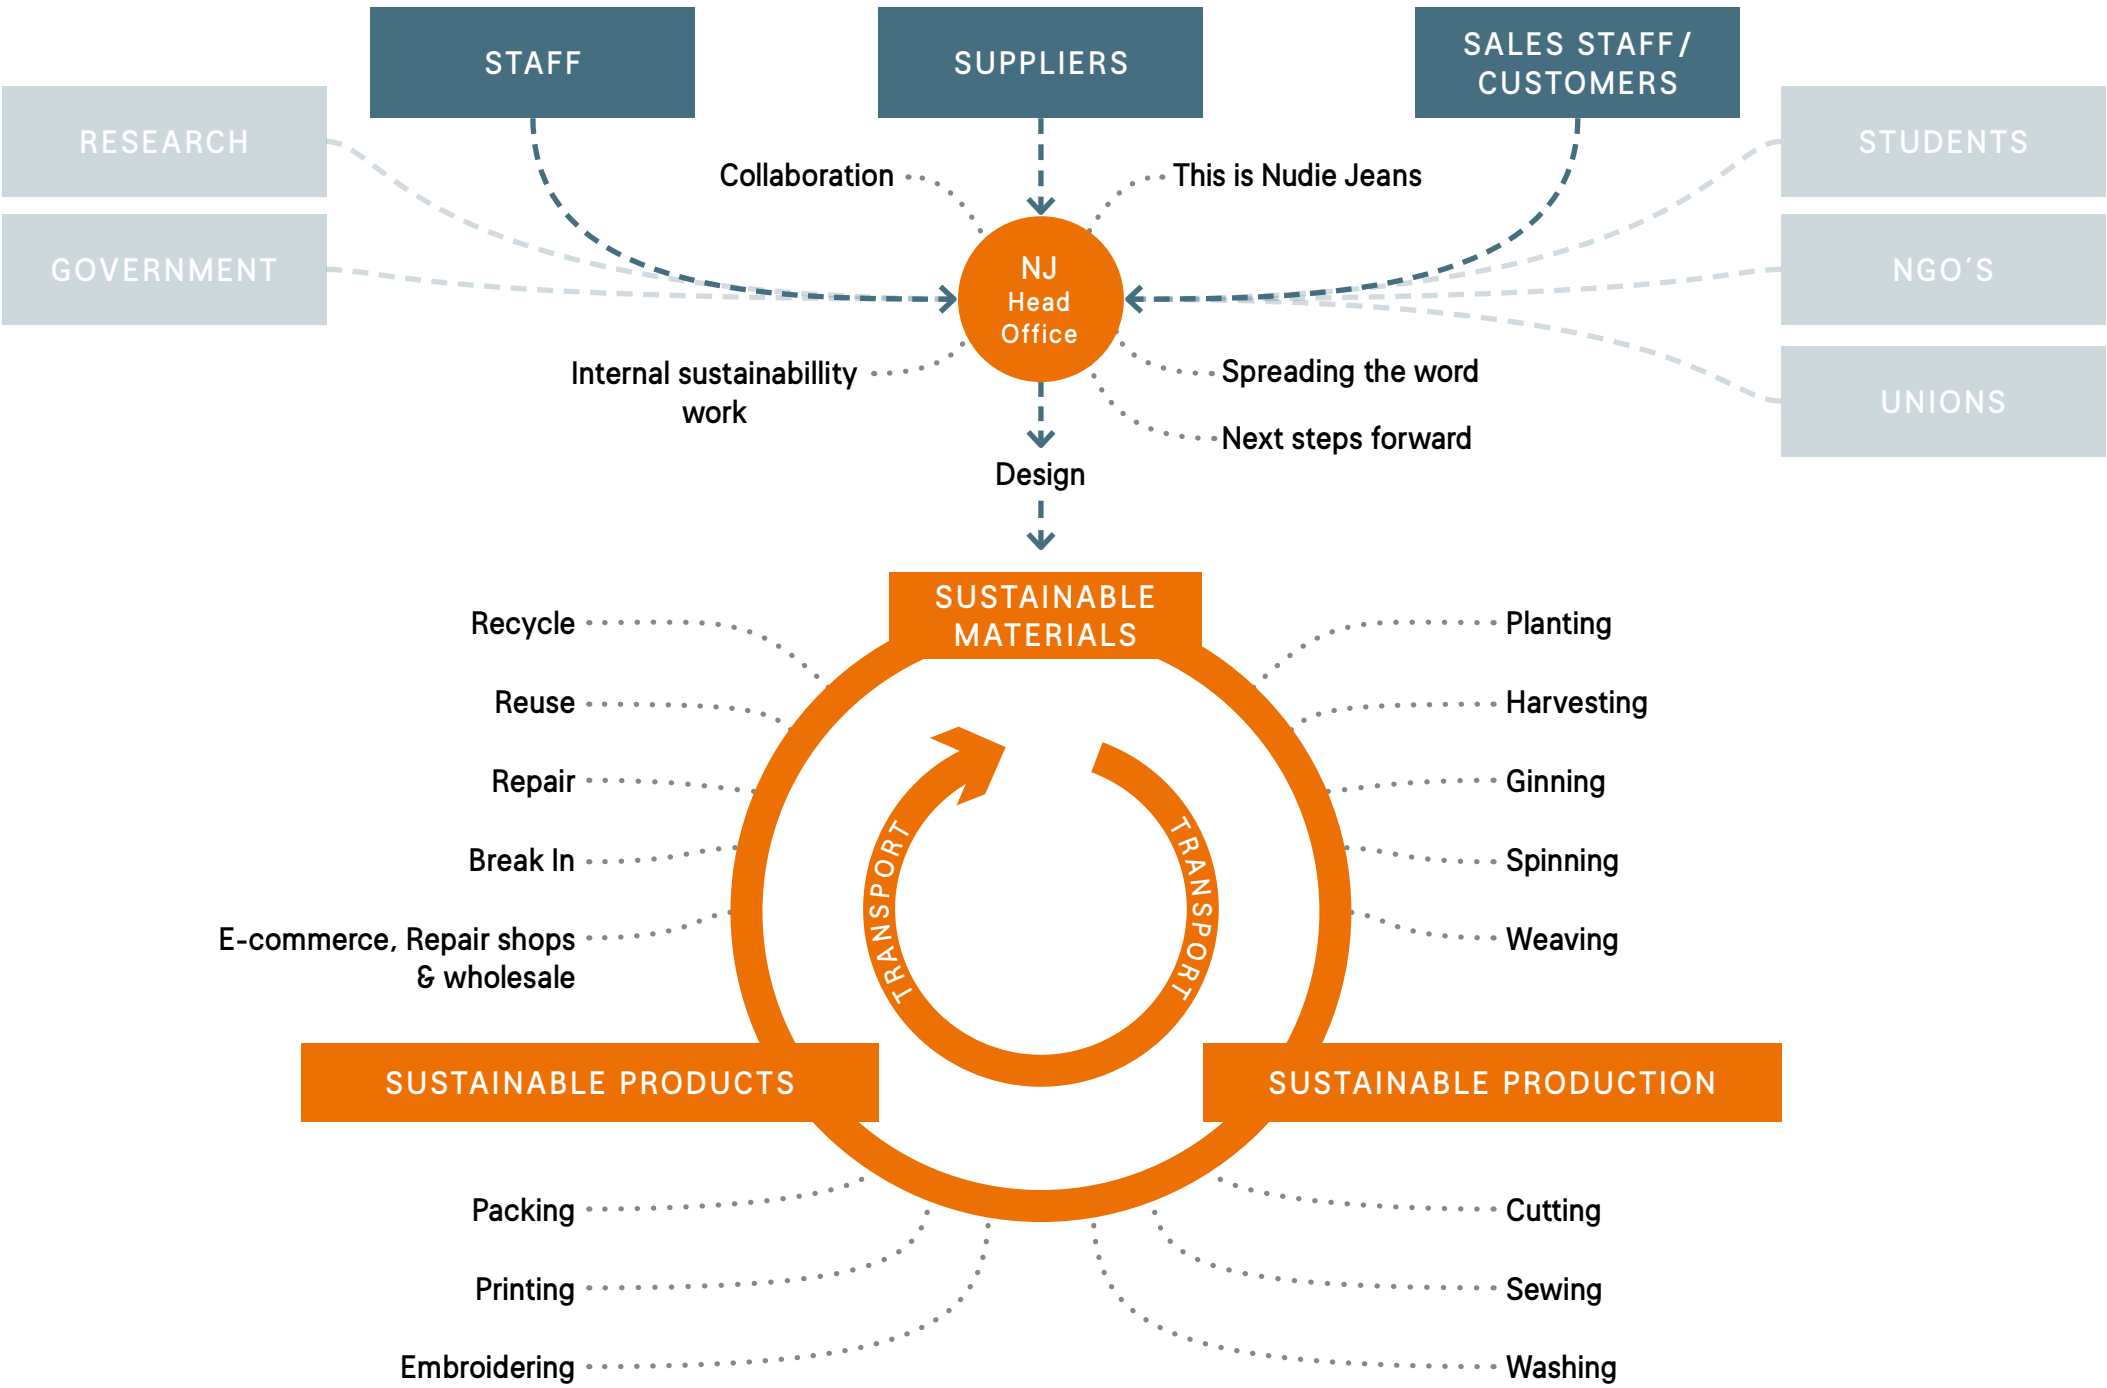 STAFF
SUPPLIERS
SALES STAFF/
CUSTOMERS
RESEARCH
STUDENTS
Collaboration
This is Nudie Jeans
GOVERNMENT
NGO´S
NJ
Head
Office
Internal sustainabillity
work
Spreading the word
UNIONS
Next steps forward
Design
SUSTAINABLE
MATERIALS
Recycle
Planting
Reuse
Harvesting
Repair
Ginning
Break In
Spinning
E-commerce, Repair shops
& wholesale
Weaving
TRANSPORT
TRANSPORT
SUSTAINABLE PRODUCTS
SUSTAINABLE PRODUCTION
Packing
Cutting
Printing
Sewing
Embroidering
Washing